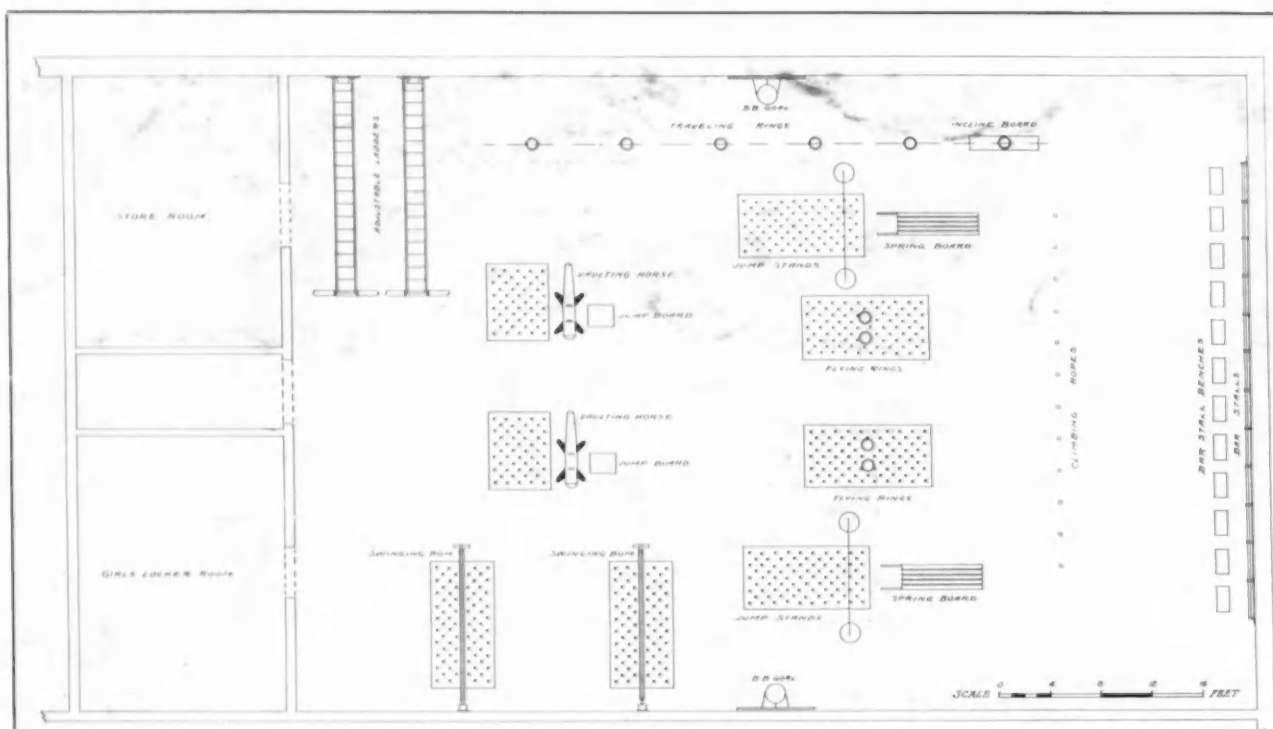 B.B. GOAL
TRAVELING RINGS
INCLINE BOARD
ADJUSTABLE LADDERS
STORE ROOM
SPRING BOARD
JUMP STANDS
VAULTING HORSE
JUMP BOARD
FLYING RINGS
CLIMBING ROPES
BAR STALL BENCHES
BAR STALLS
VAULTING HORSE
JUMP BOARD
FLYING RINGS
SWINGING BOM
SWINGING BOM
GIRLS LOCKER ROOM
SPRING BOARD
JUMP STANDS
B.B. GOAL
SCALE 0 4 8 12 16 FEET